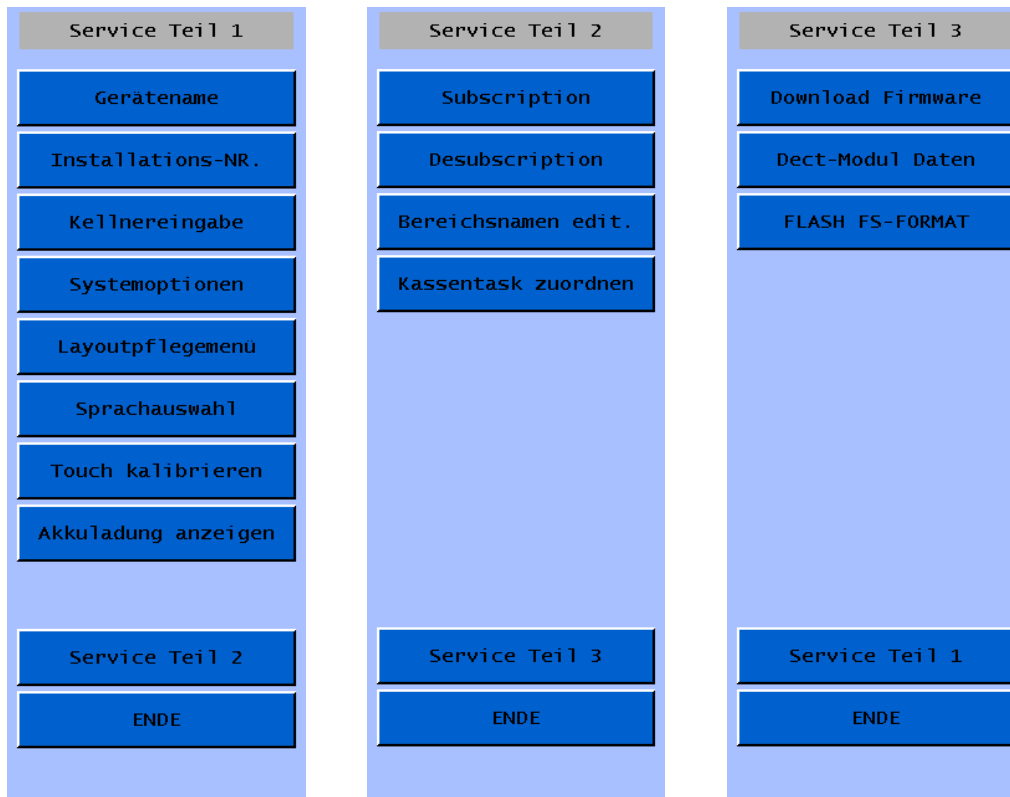 Service Teil 1
Gerätename
Installations-NR.
Kellnereingabe
Systemoptionen
Layoutpflegemenü
Sprachauswahl
Touch kalibrieren
Akkuladung anzeigen
Service Teil 2
ENDE
Service Teil 2
Subscription
Desubscription
Bereichsnamen edit.
Kassentask zuordnen
Service Teil 3
ENDE
Service Teil 3
Download Firmware
Dect-Modul Daten
FLASH FS-FORMAT
Service Teil 1
ENDE